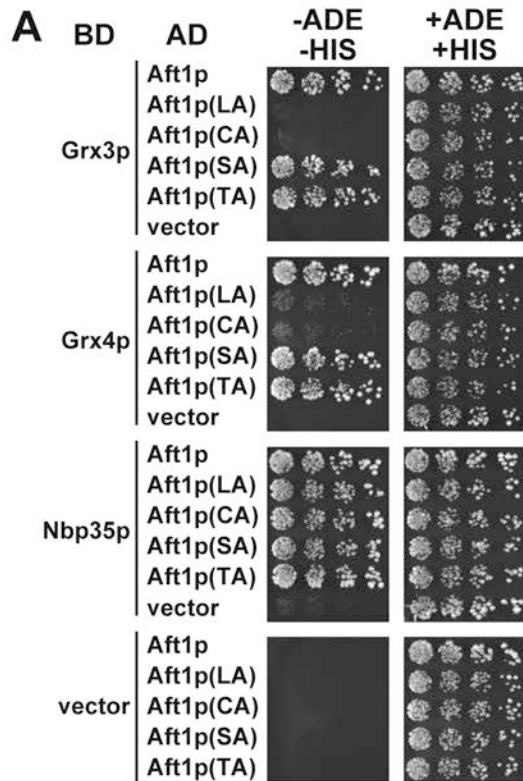 A BD AD -ADE +ADE
-HIS +HIS
Aft1p
Aft1p(LA)
Aft1p(CA)
Grx3p
Aft1p(SA)
Aft1p(TA)
vector
Aft1p
Aft1p(LA)
Aft1p(CA)
Grx4p
Aft1p(SA)
Aft1p(TA)
vector
Aft1p
Aft1p(LA)
Aft1p(CA)
Nbp35p
Aft1p(SA)
Aft1p(TA)
vector
Aft1p
Aft1p(LA)
vector Aft1p(CA)
Aft1p(SA)
Aft1p(TA)